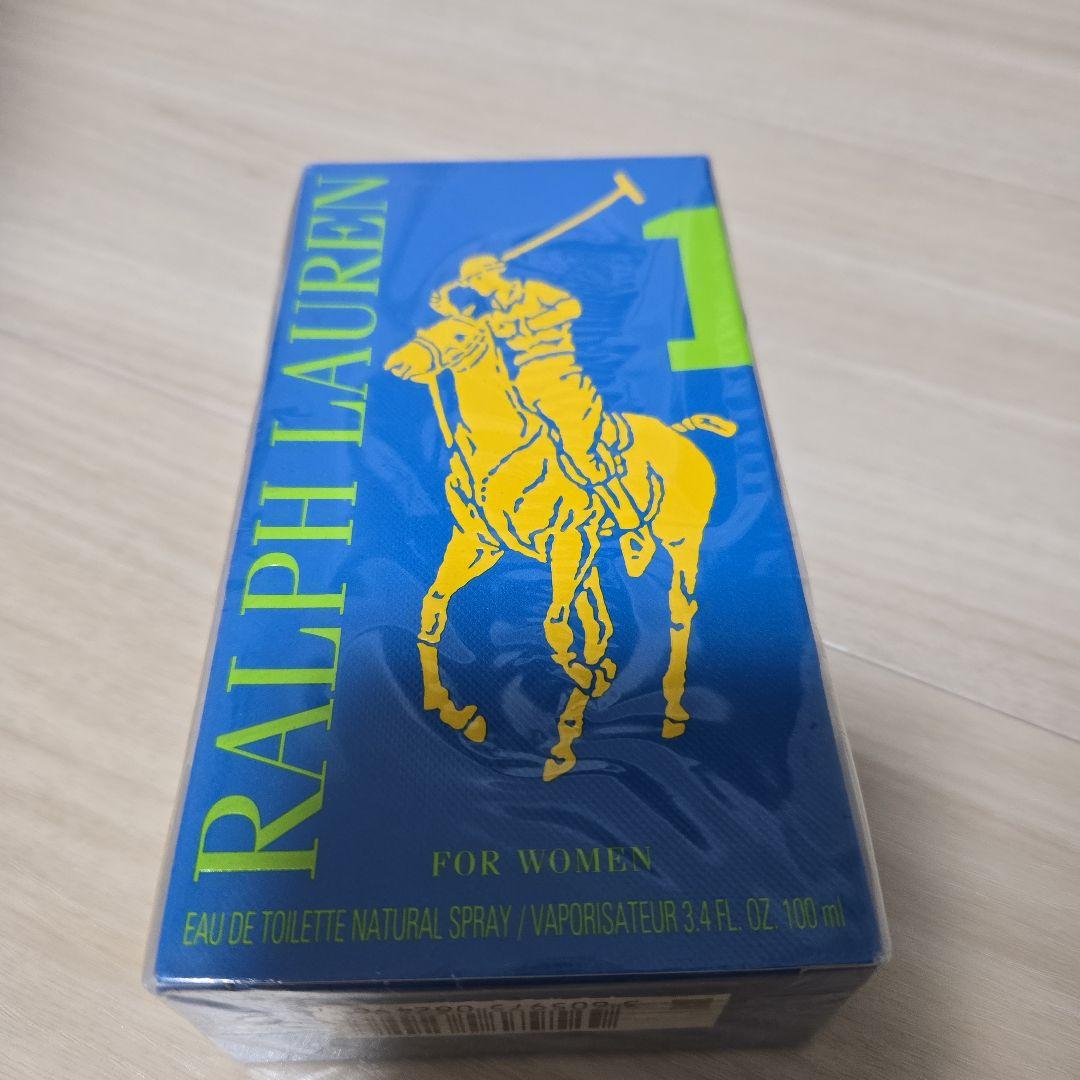 RALPH LAUREN
1
FOR WOMEN
EAU DE TOILETTE NATURAL SPRAY / VAPORISATEUR 3.4 FL. OZ. 100 ml